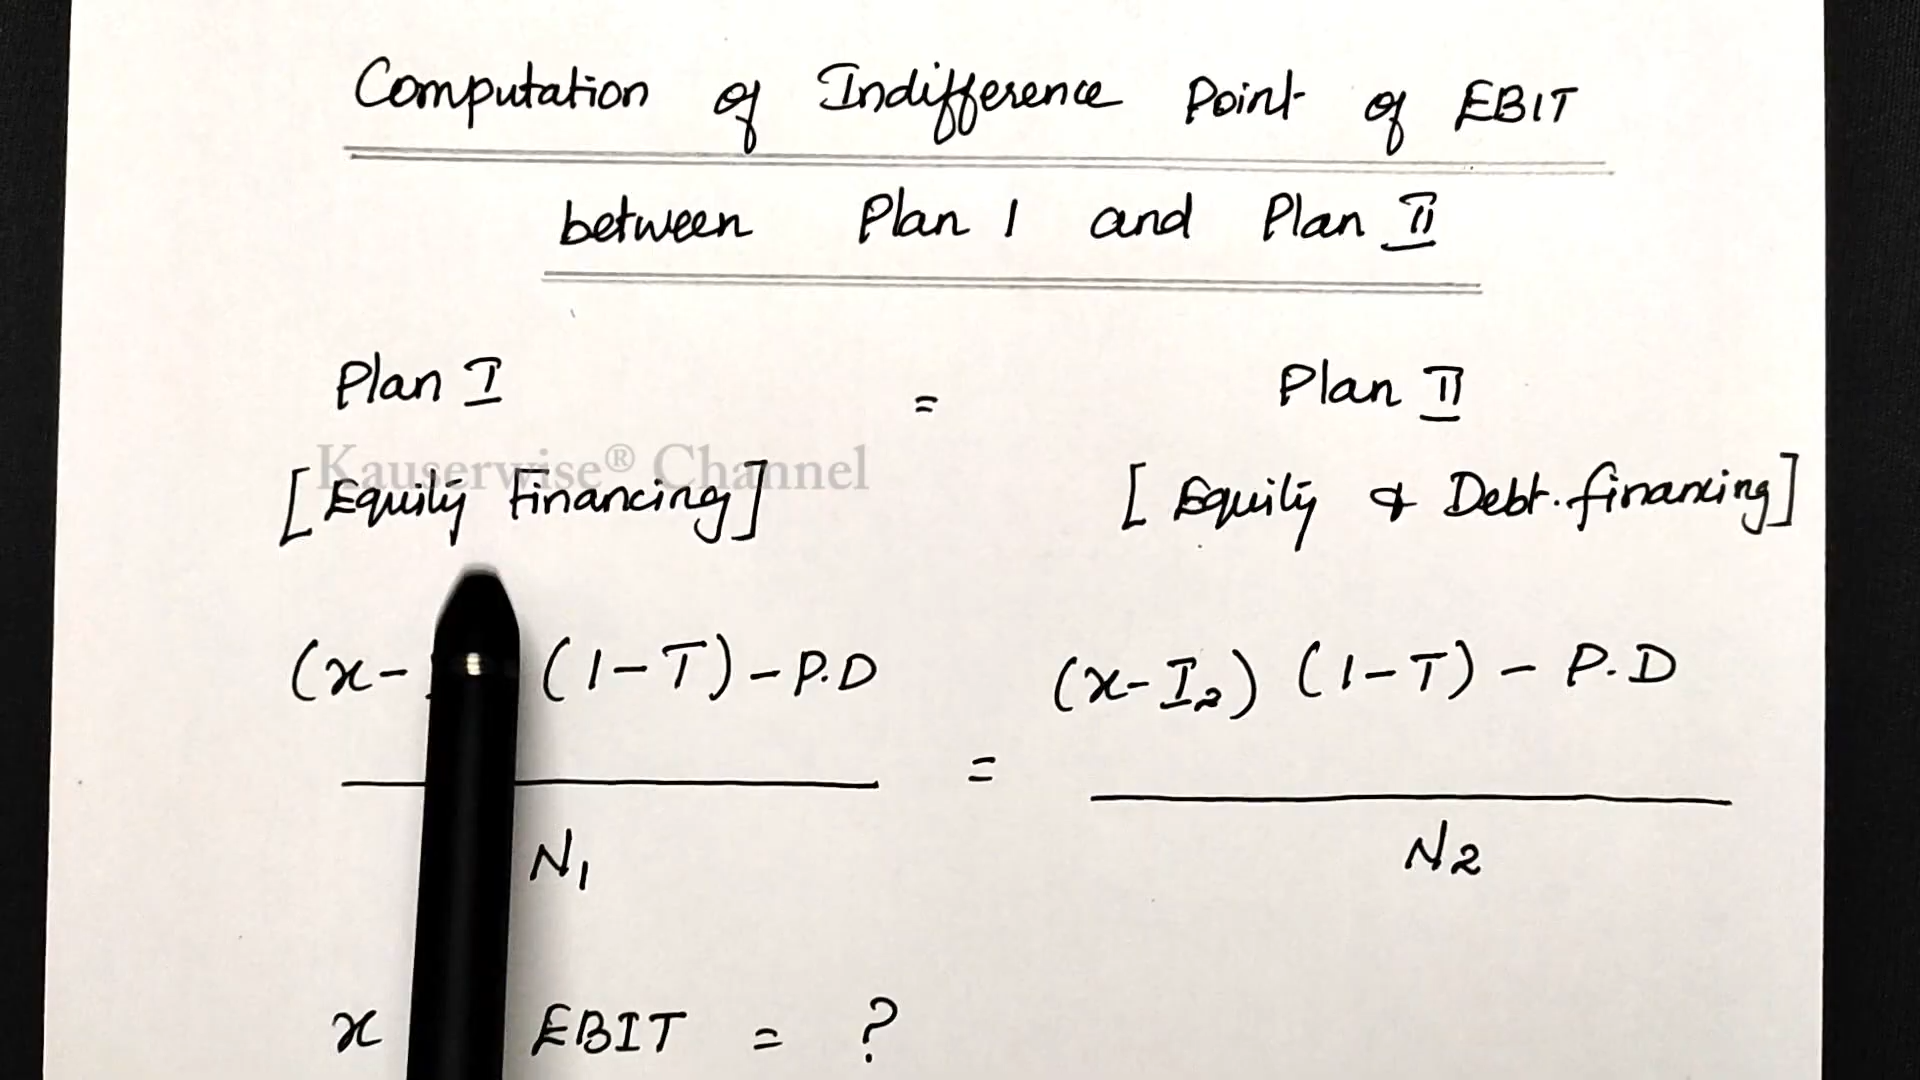 Computation of Indifference Point of EBIT
between Plan I and Plan II
Plan I = Plan II
Kauserwise® Channel
[Equity Financing] [Equity & Debt. financing]
(x- (1-T) - P.D (x-I2) (1-T) - P.D
=
N1 N2
x EBIT = ?